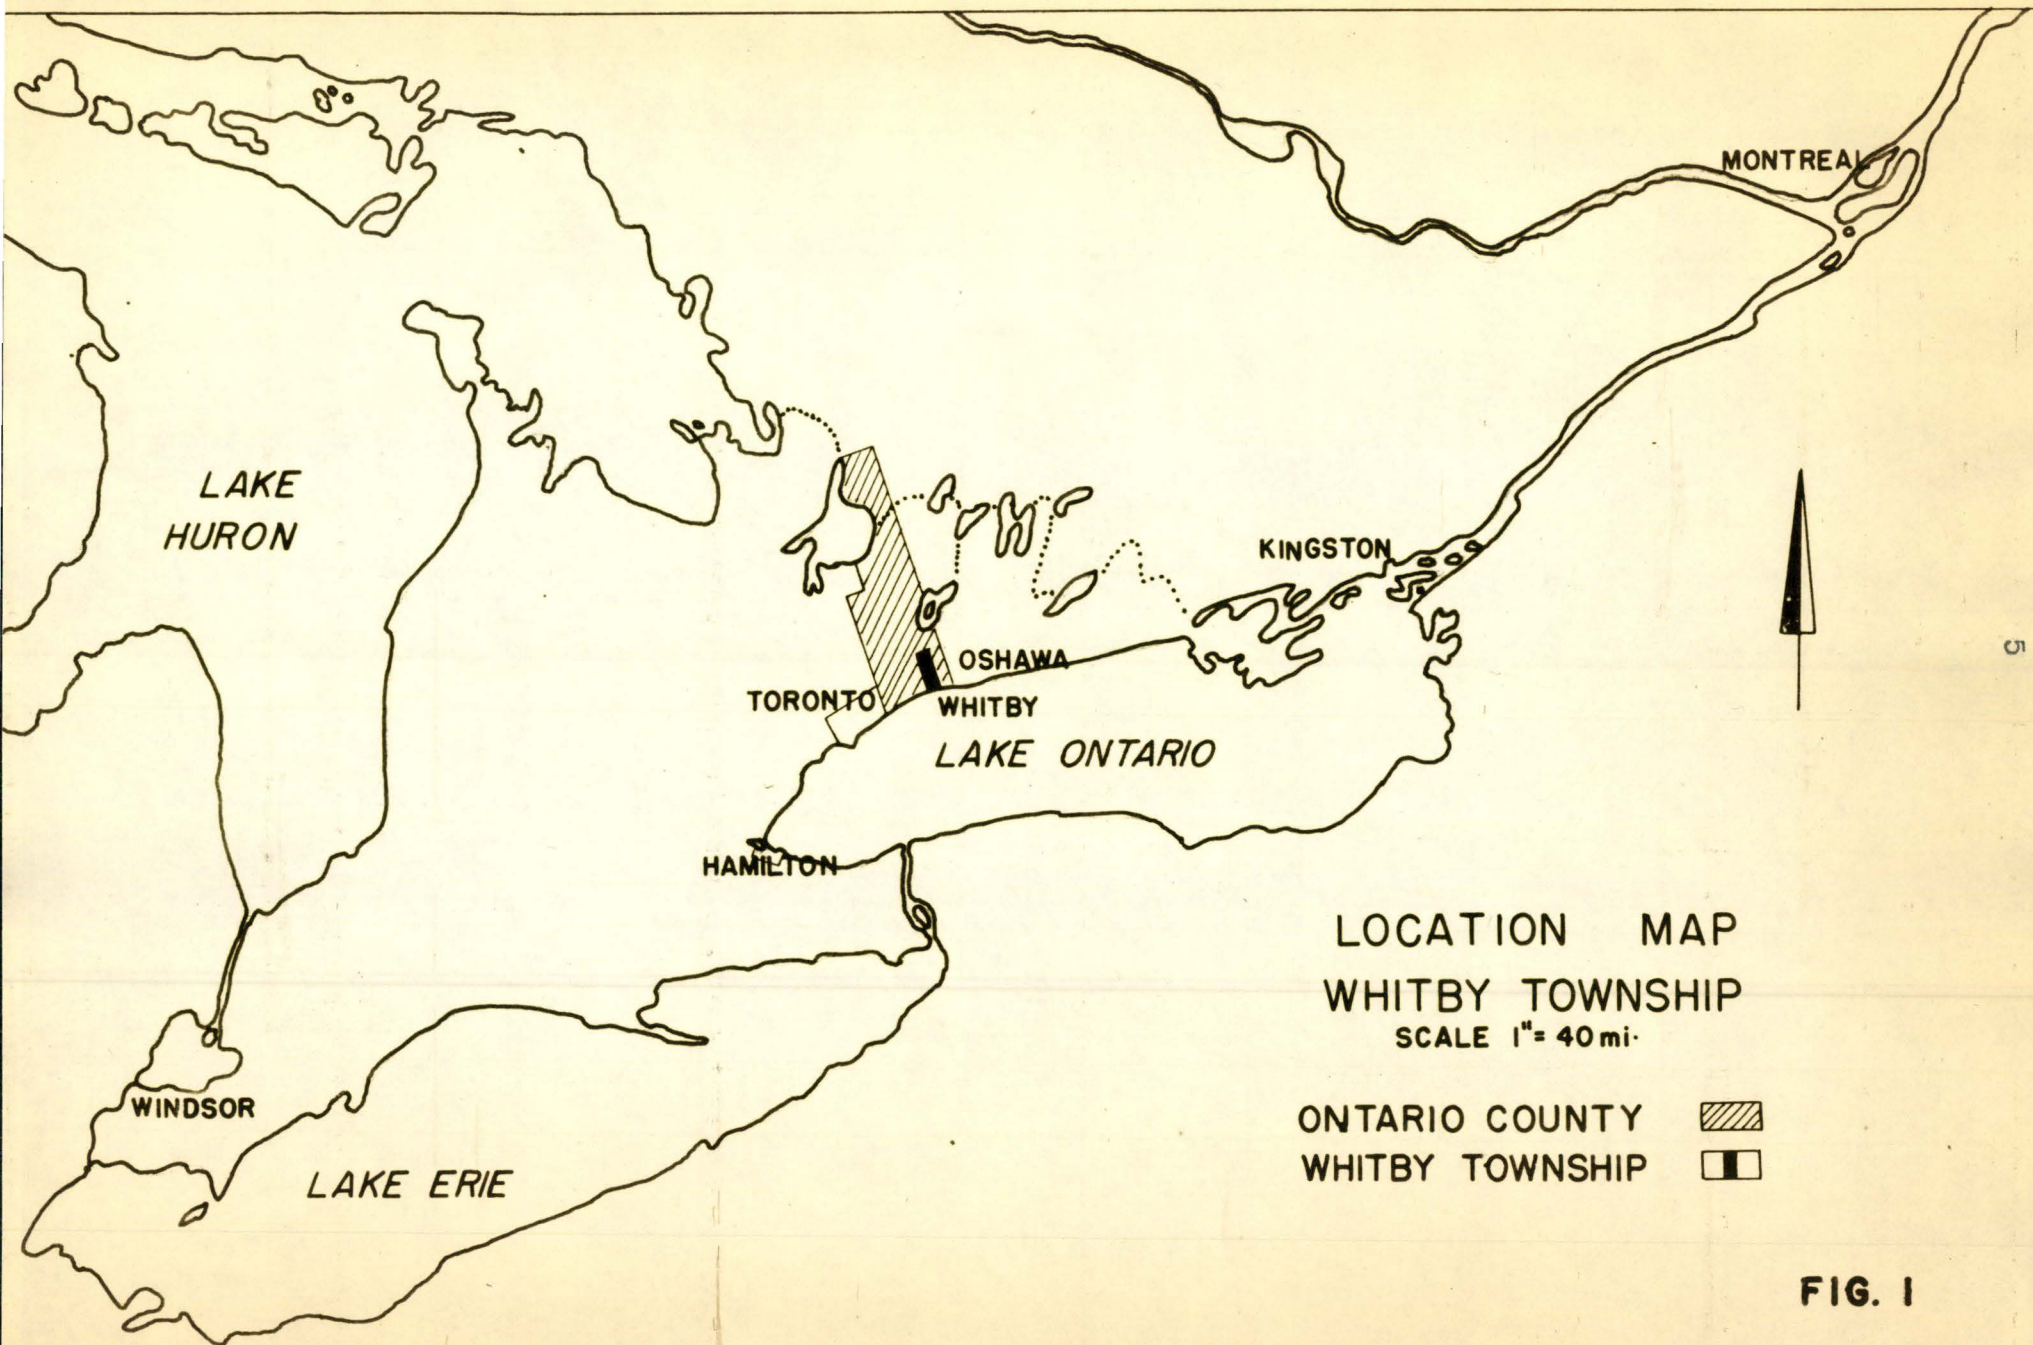 MONTREAL
LAKE
HURON
KINGSTON
OSHAWA
TORONTO
WHITBY
LAKE ONTARIO
HAMILTON
LOCATION MAP
WHITBY TOWNSHIP
SCALE 1"= 40 mi.
WINDSOR
ONTARIO COUNTY
WHITBY TOWNSHIP
LAKE ERIE
FIG. 1
5